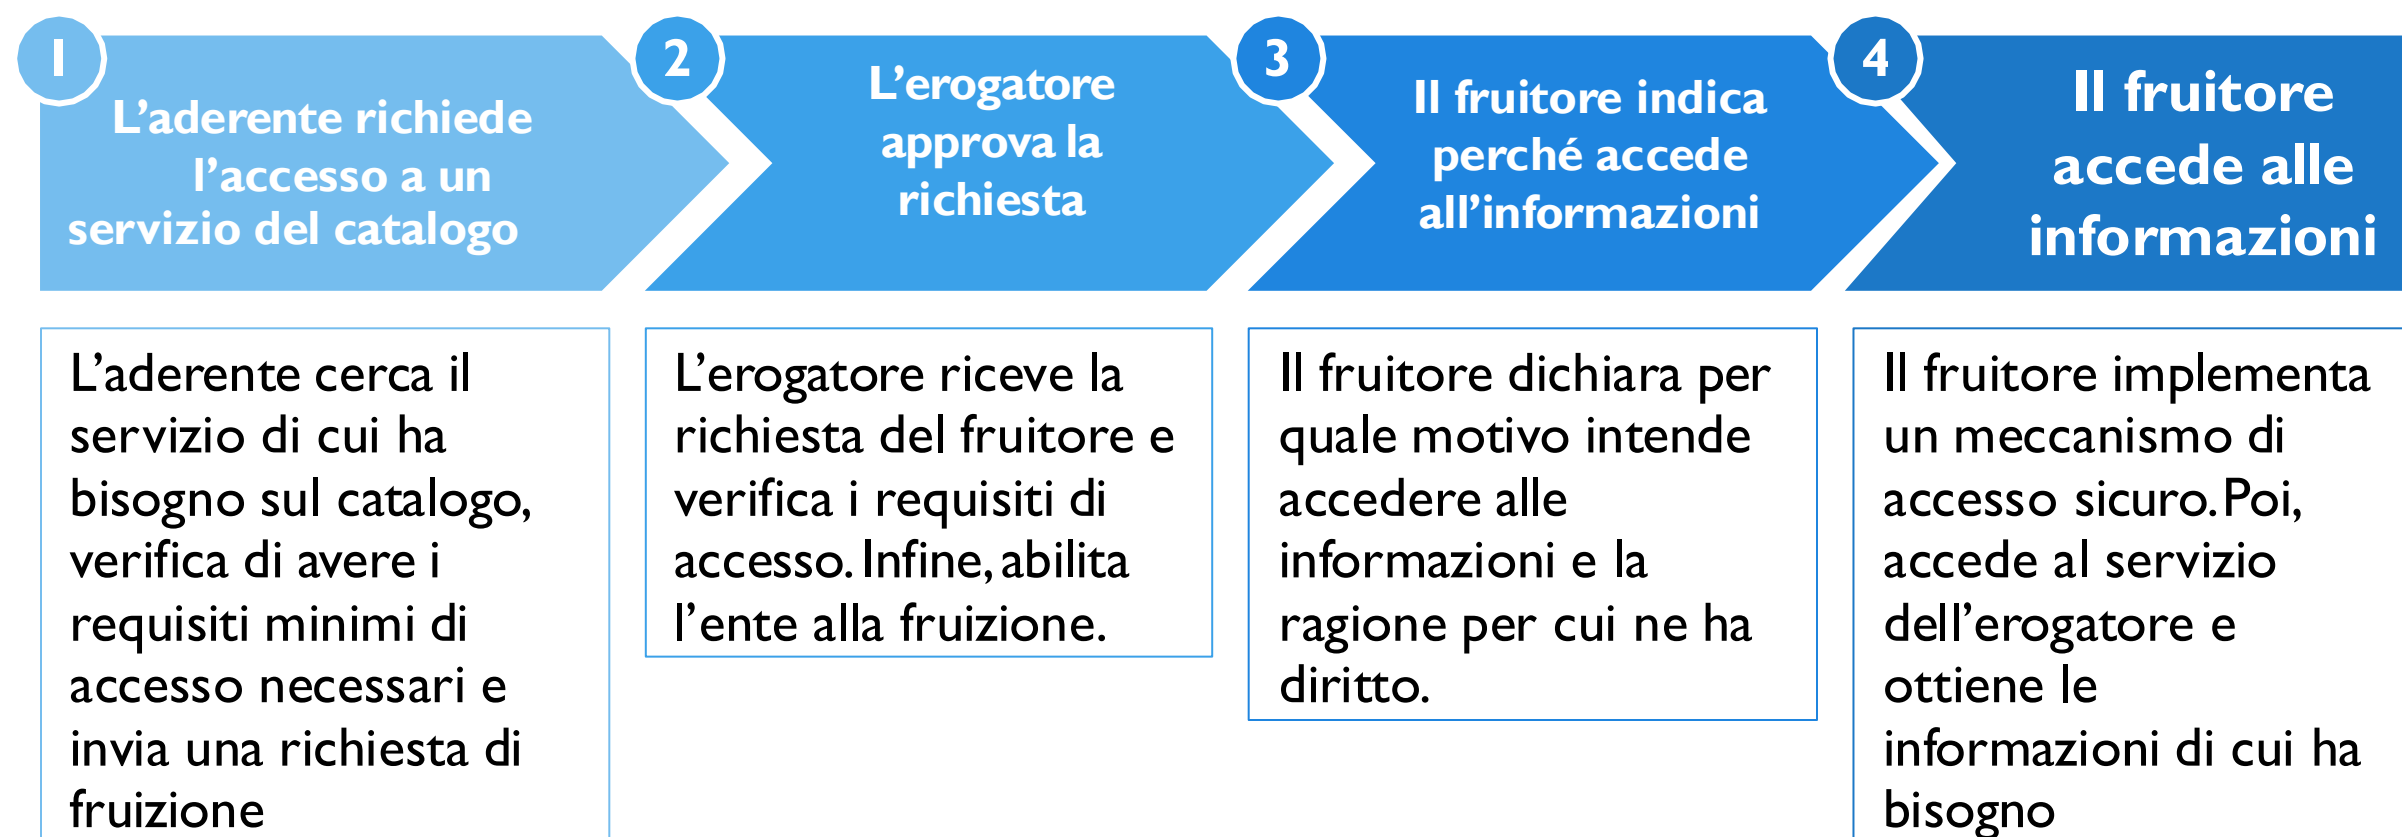 1
L’aderente richiede
l’accesso a un
servizio del catalogo
2
L’erogatore
approva la
richiesta
3
Il fruitore indica
perché accede
all’informazioni
4
Il fruitore
accede alle
informazioni
L’aderente cerca il
servizio di cui ha
bisogno sul catalogo,
verifica di avere i
requisiti minimi di
accesso necessari e
invia una richiesta di
fruizione
L’erogatore riceve la
richiesta del fruitore e
verifica i requisiti di
accesso. Infine, abilita
l’ente alla fruizione.
Il fruitore dichiara per
quale motivo intende
accedere alle
informazioni e la
ragione per cui ne ha
diritto.
Il fruitore implementa
un meccanismo di
accesso sicuro. Poi,
accede al servizio
dell’erogatore e
ottiene le
informazioni di cui ha
bisogno